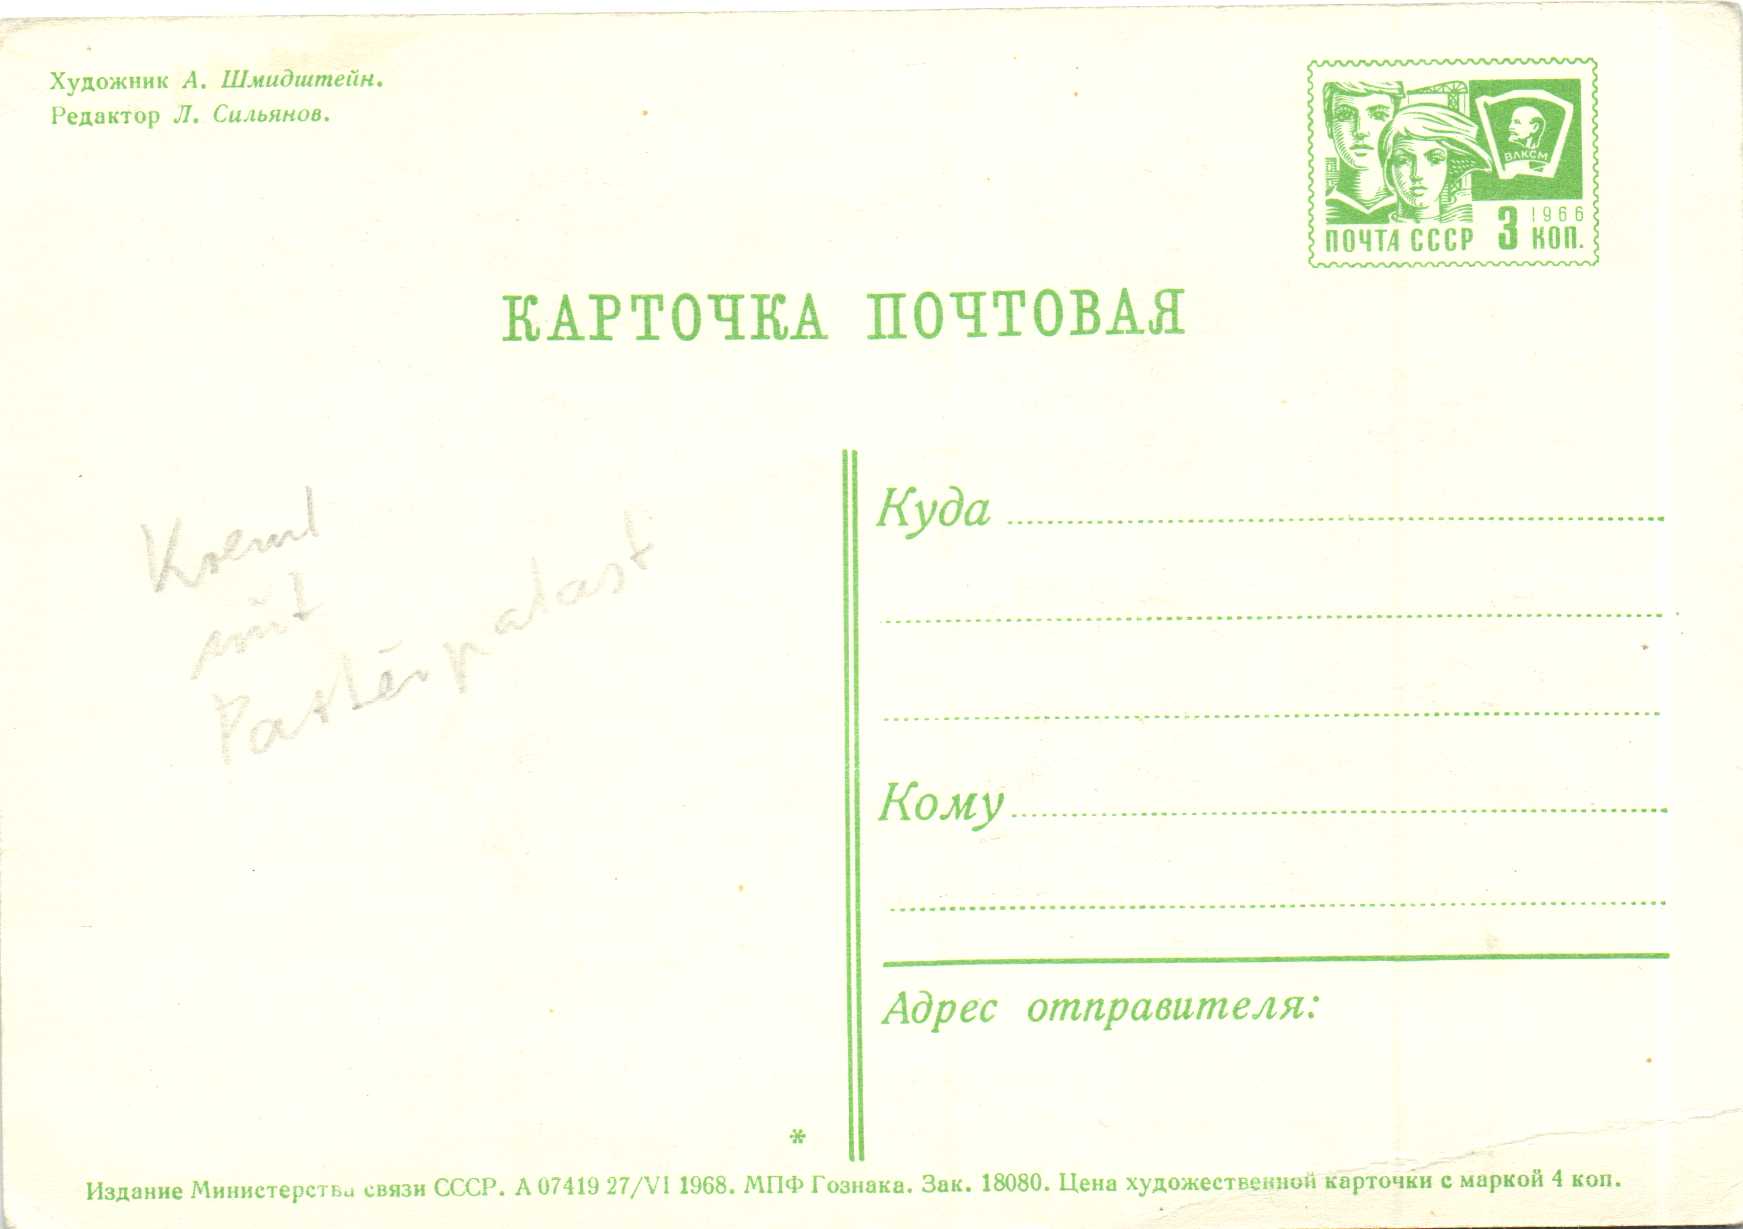 Художник А. Шмидштейн.
Редактор Л. Сильянов.
ВЛКСМ
1966
ПОЧТА СССР 3 КОП.
КАРТОЧКА ПОЧТОВАЯ
Kreml
mit
Куда
Кому
Адрес отправителя:
*
Издание Министерства связи СССР. А 07419 27/VI 1968. МПФ Гознака. Зак. 18080. Цена художественной карточки с маркой 4 коп.